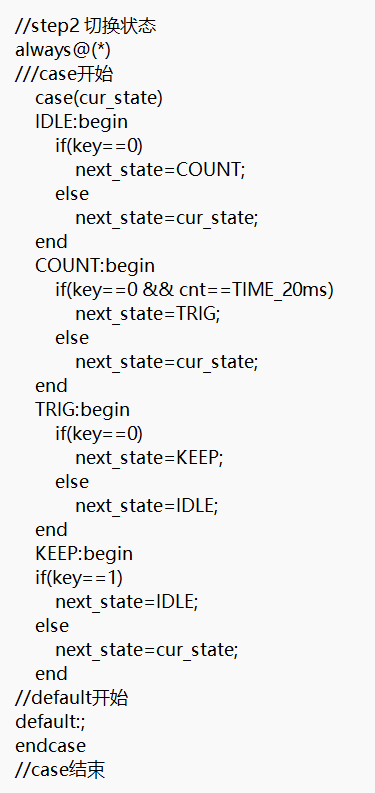 //step2 切换状态
always@(*)
///case开始
    case(cur_state)
    IDLE:begin
        if(key==0)
            next_state=COUNT;
        else
            next_state=cur_state;
    end
    COUNT:begin
        if(key==0 && cnt==TIME_20ms)
            next_state=TRIG;
        else
            next_state=cur_state;
    end
    TRIG:begin
        if(key==0)
            next_state=KEEP;
        else
            next_state=IDLE;
    end
    KEEP:begin
    if(key==1)
        next_state=IDLE;
    else
        next_state=cur_state;
    end
//default开始
default:;
endcase
//case结束